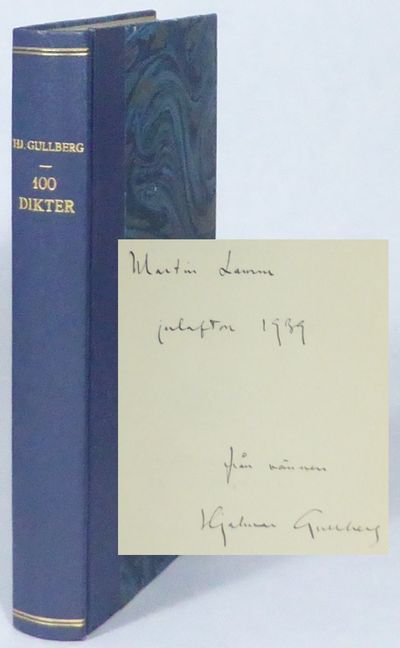 HJ. GULLBERG
100
DIKTER
Martin Lamm
julafton 1939
från vännen
Hjalmar Gullberg